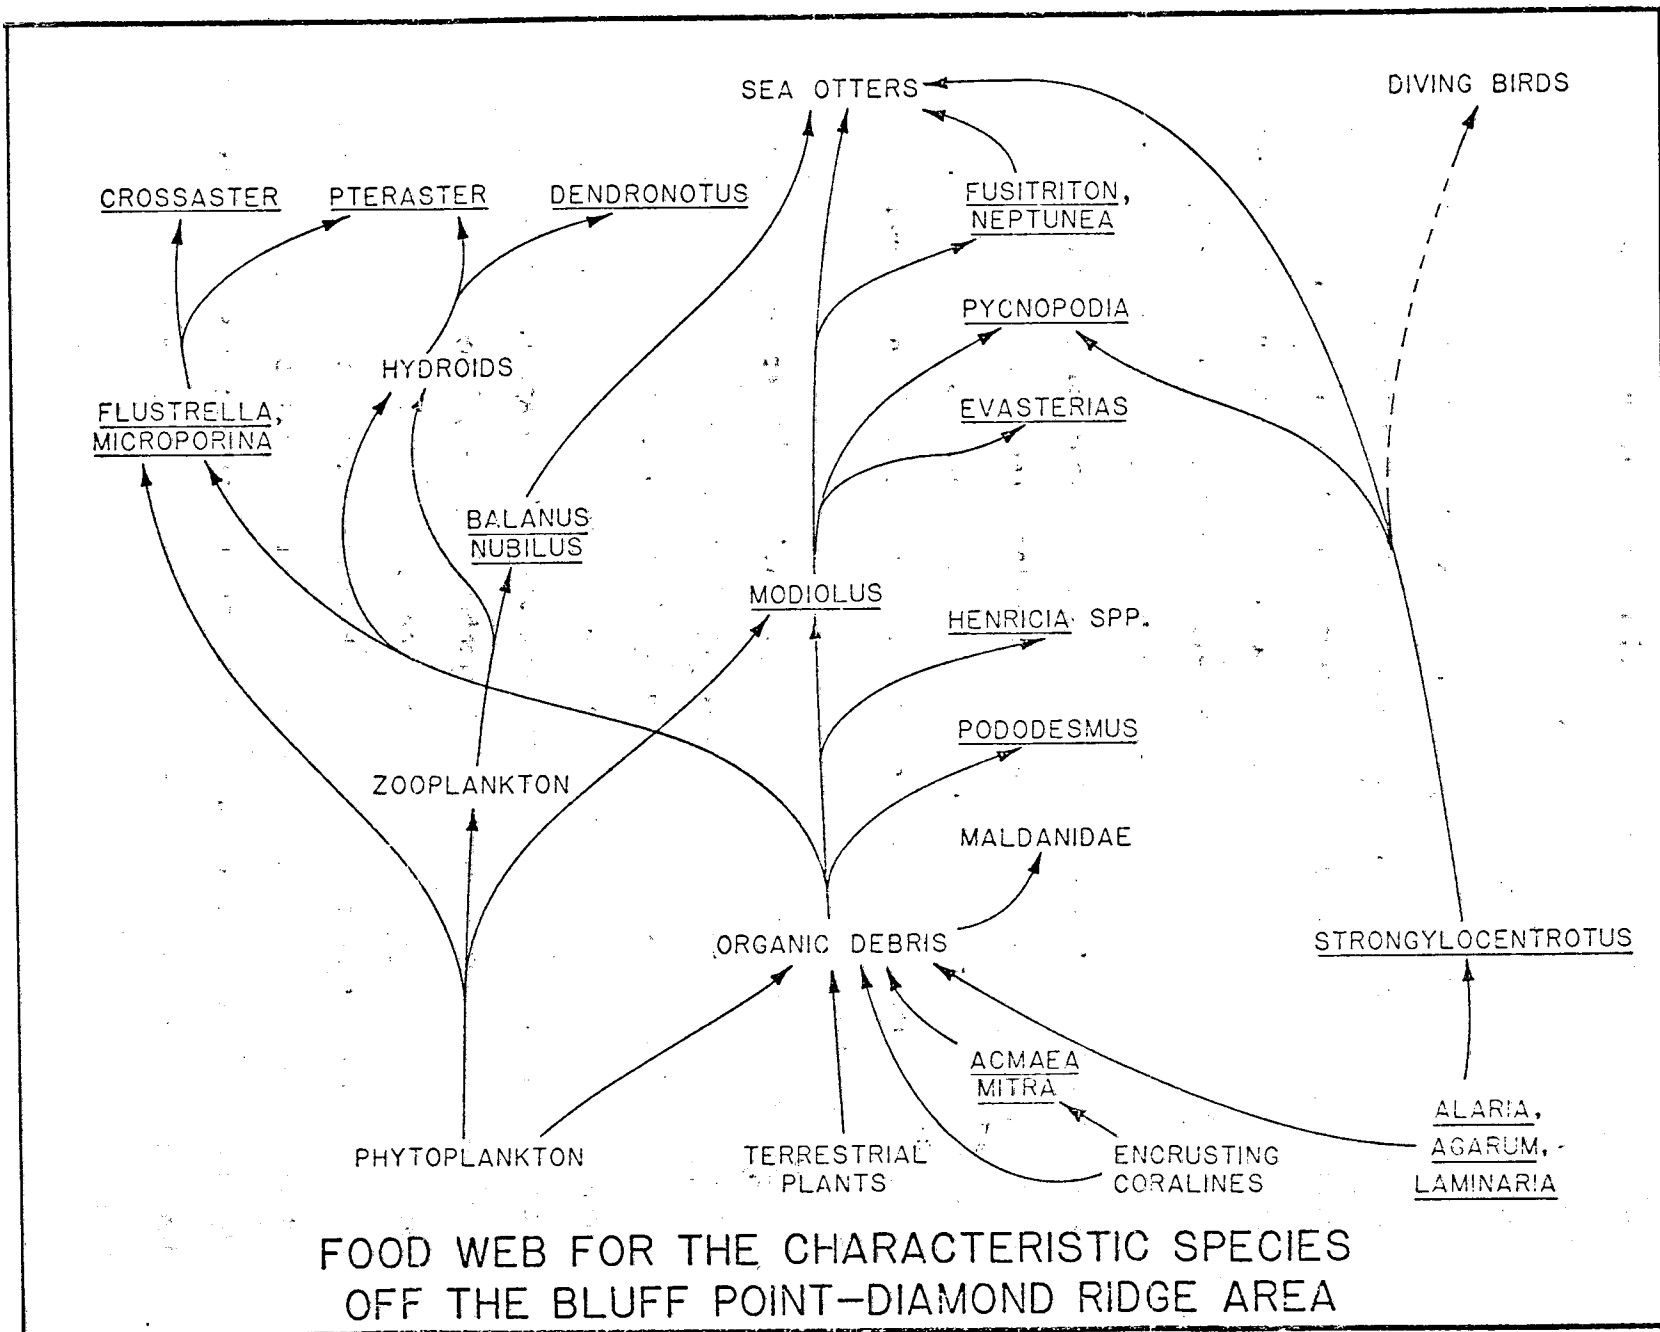 SEA OTTERS
DIVING BIRDS
CROSSASTER
PTERASTER
DENDRONOTUS
FUSITRITON,
NEPTUNEA
PYCNOPODIA
HYDROIDS
FLUSTRELLA,
MICROPORINA
EVASTERIAS
BALANUS
NUBILUS
MODIOLUS
HENRICIA SPP.
PODODESMUS
ZOOPLANKTON
MALDANIDAE
ORGANIC DEBRIS
STRONGYLOCENTROTUS
ACMAEA
MITRA
ALARIA,
AGARUM,
LAMINARIA
PHYTOPLANKTON
TERRESTRIAL
PLANTS
ENCRUSTING
CORALINES
FOOD WEB FOR THE CHARACTERISTIC SPECIES
OFF THE BLUFF POINT—DIAMOND RIDGE AREA